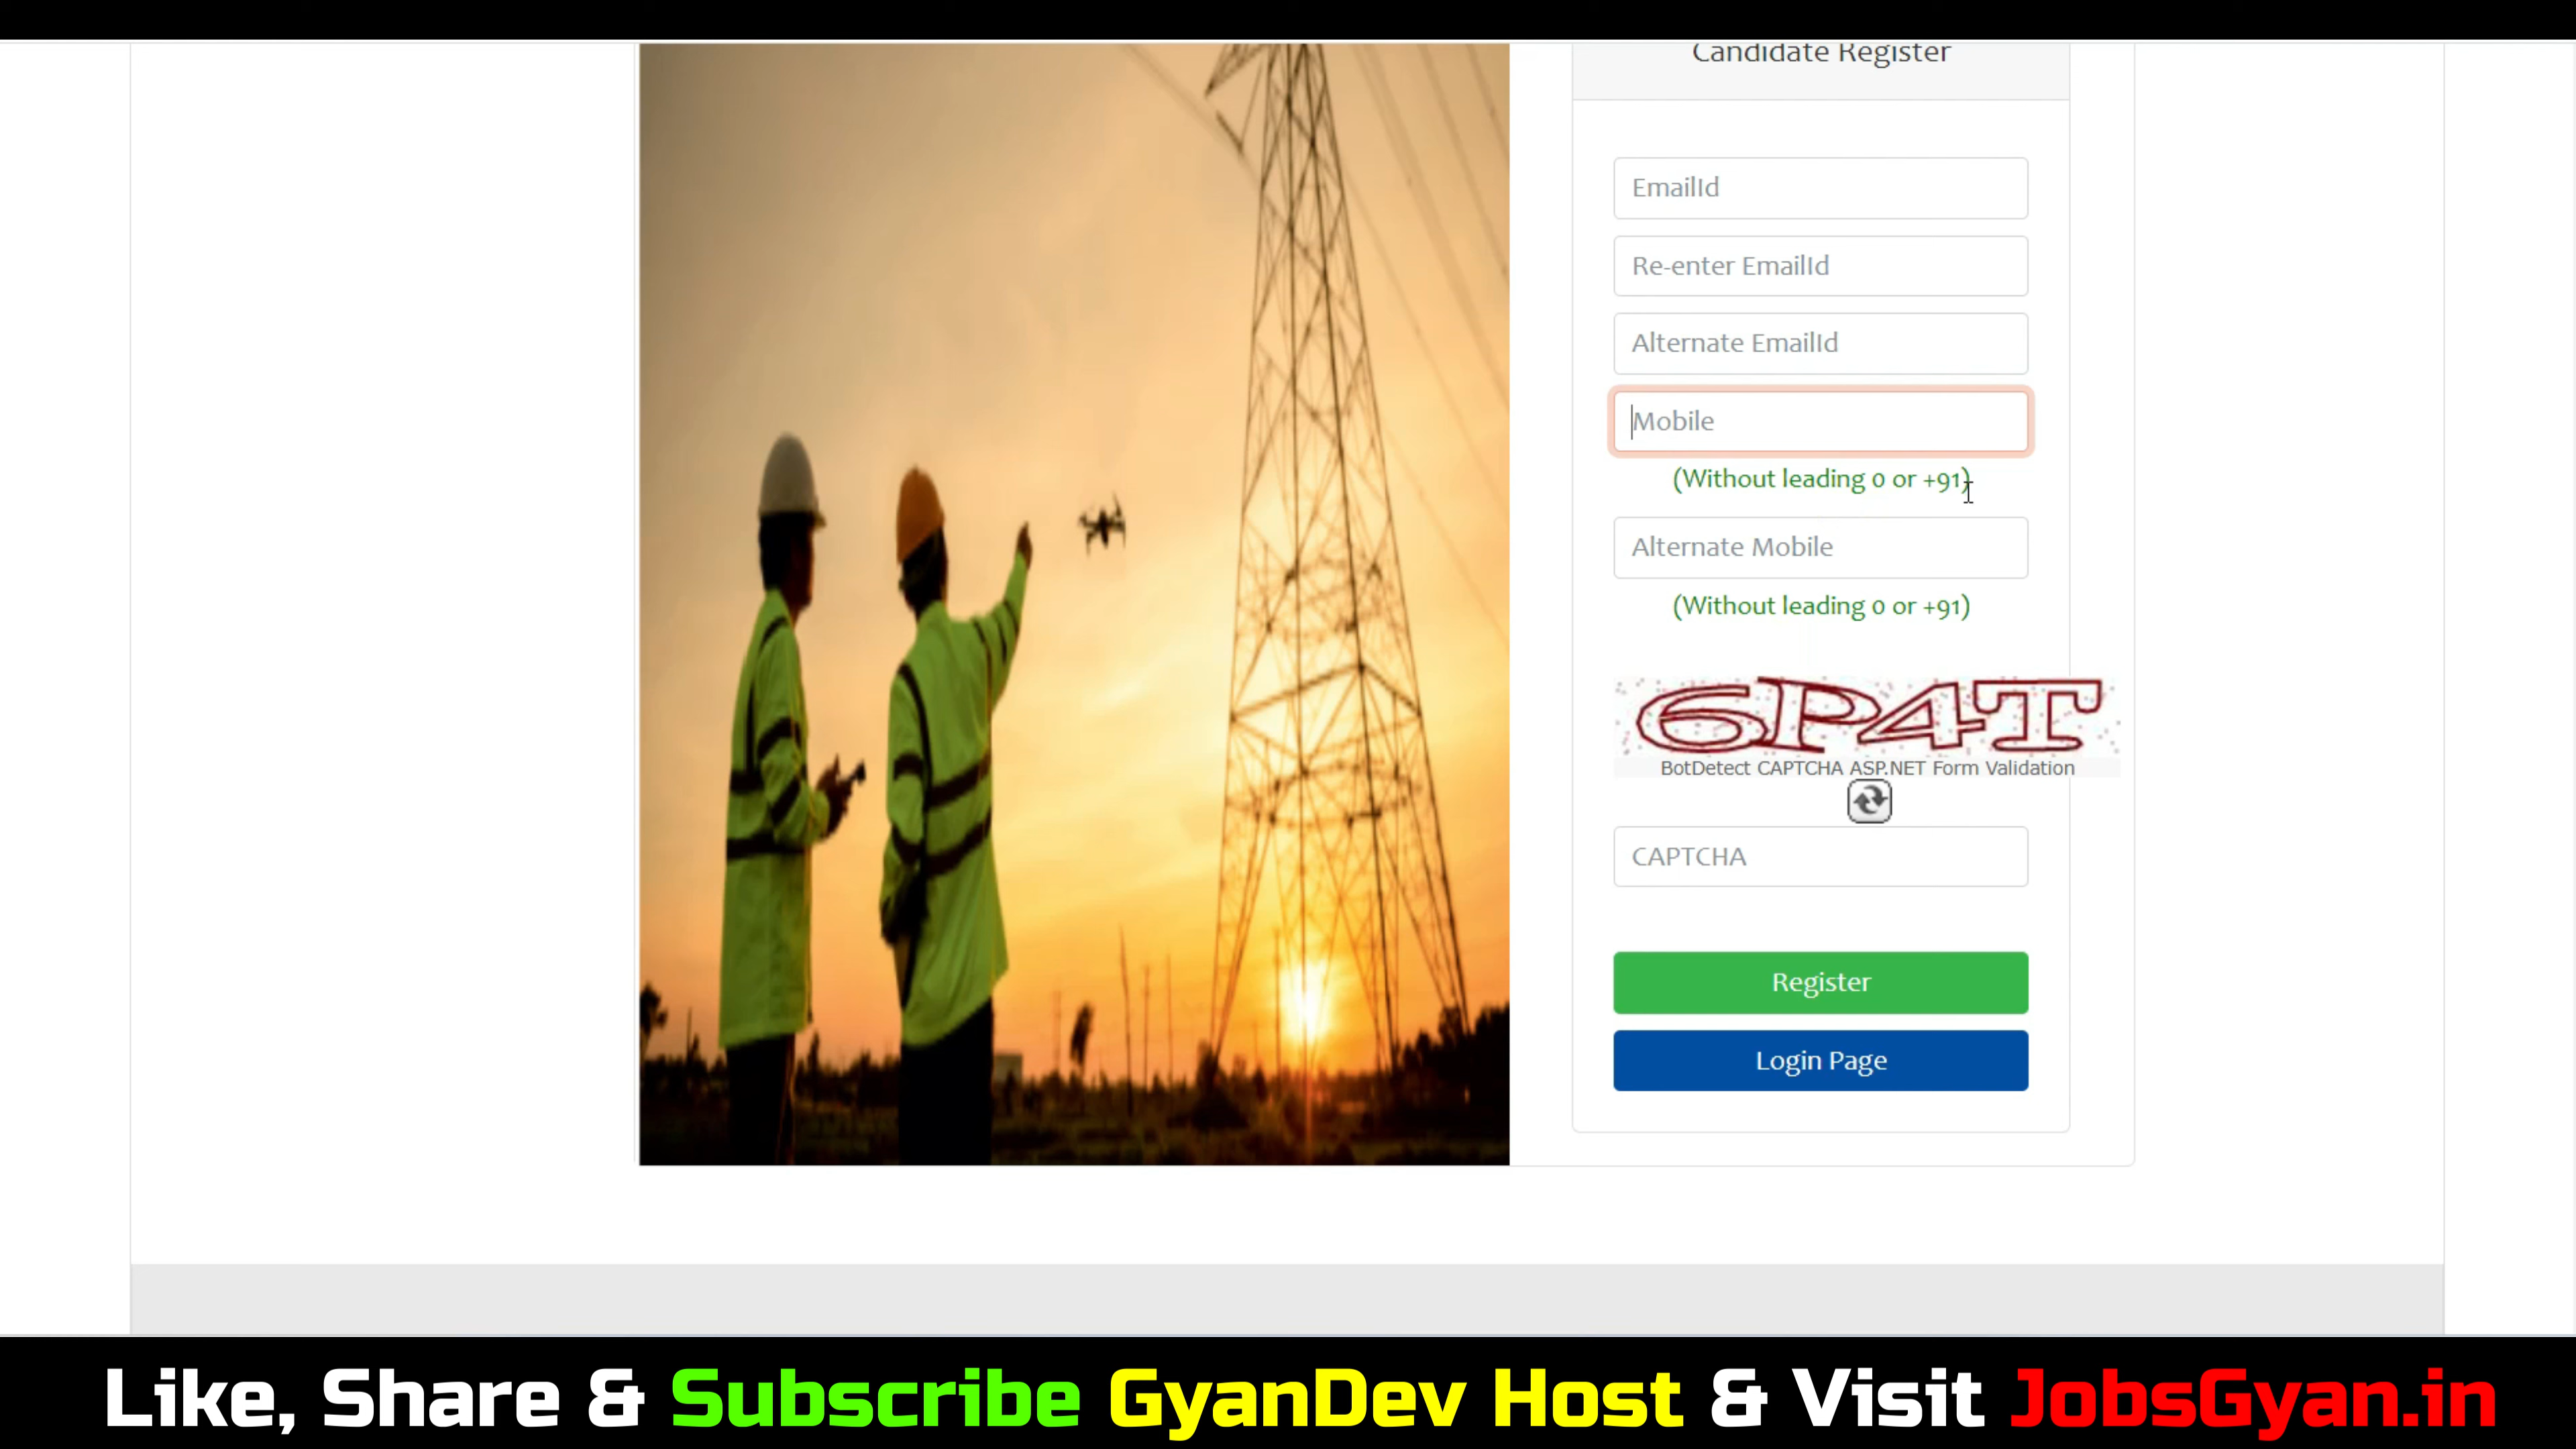 Candidate Register
EmailId
Re-enter EmailId
Alternate EmailId
Mobile
(Without leading 0 or +91)
Alternate Mobile
(Without leading 0 or +91)
6P4T
BotDetect CAPTCHA ASP.NET Form Validation
CAPTCHA
Register
Login Page
Like, Share & Subscribe GyanDev Host & Visit JobsGyan.in